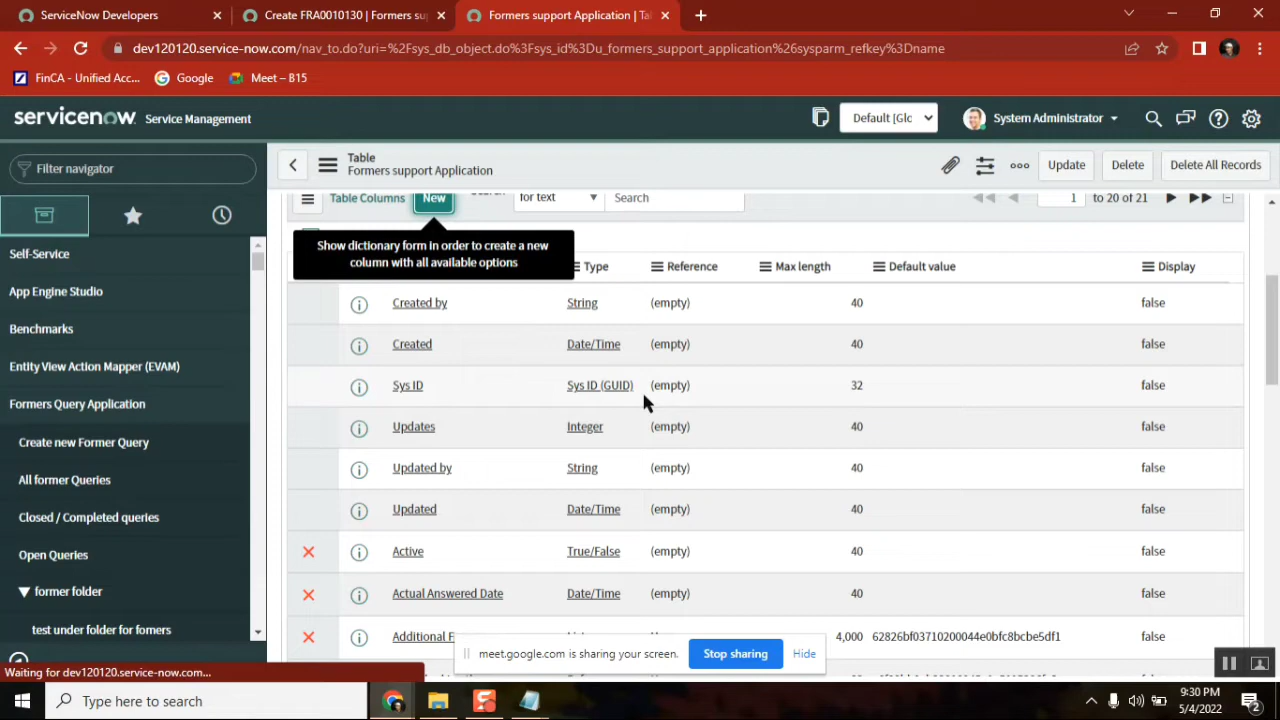 ServiceNow Developers
Create FRA0010130 | Formers su
Formers support Application | Ta
dev120120.service-now.com/nav_to.do?uri=%2Fsys_db_object.do%3Fsys_id%3Du_formers_support_application%26sysparm_refkey%3Dname
FinCA - Unified Acc...
Google
Meet – B15
servicenow. Service Management
Default [Glc
System Administrator
Filter navigator
Table
Formers support Application
Update
Delete
Delete All Records
Table Columns
New
for text
Search
1
to 20 of 21
Show dictionary form in order to create a new
column with all available options
Type
Reference
Max length
Default value
Display
Self-Service
App Engine Studio
Benchmarks
Entity View Action Mapper (EVAM)
Formers Query Application
Create new Former Query
All former Queries
Closed / Completed queries
Open Queries
former folder
test under folder for fomers
Created by String (empty) 40 false
Created Date/Time (empty) 40 false
Sys ID Sys ID (GUID) (empty) 32 false
Updates Integer (empty) 40 false
Updated by String (empty) 40 false
Updated Date/Time (empty) 40 false
Active True/False (empty) 40 false
Actual Answered Date Date/Time (empty) 40 false
Additional 4,000 62826bf03710200044e0bfc8bcbe5df1 false
meet.google.com is sharing your screen.
Stop sharing
Hide
Waiting for dev120120.service-now.com...
Type here to search
9:30 PM
5/4/2022
2